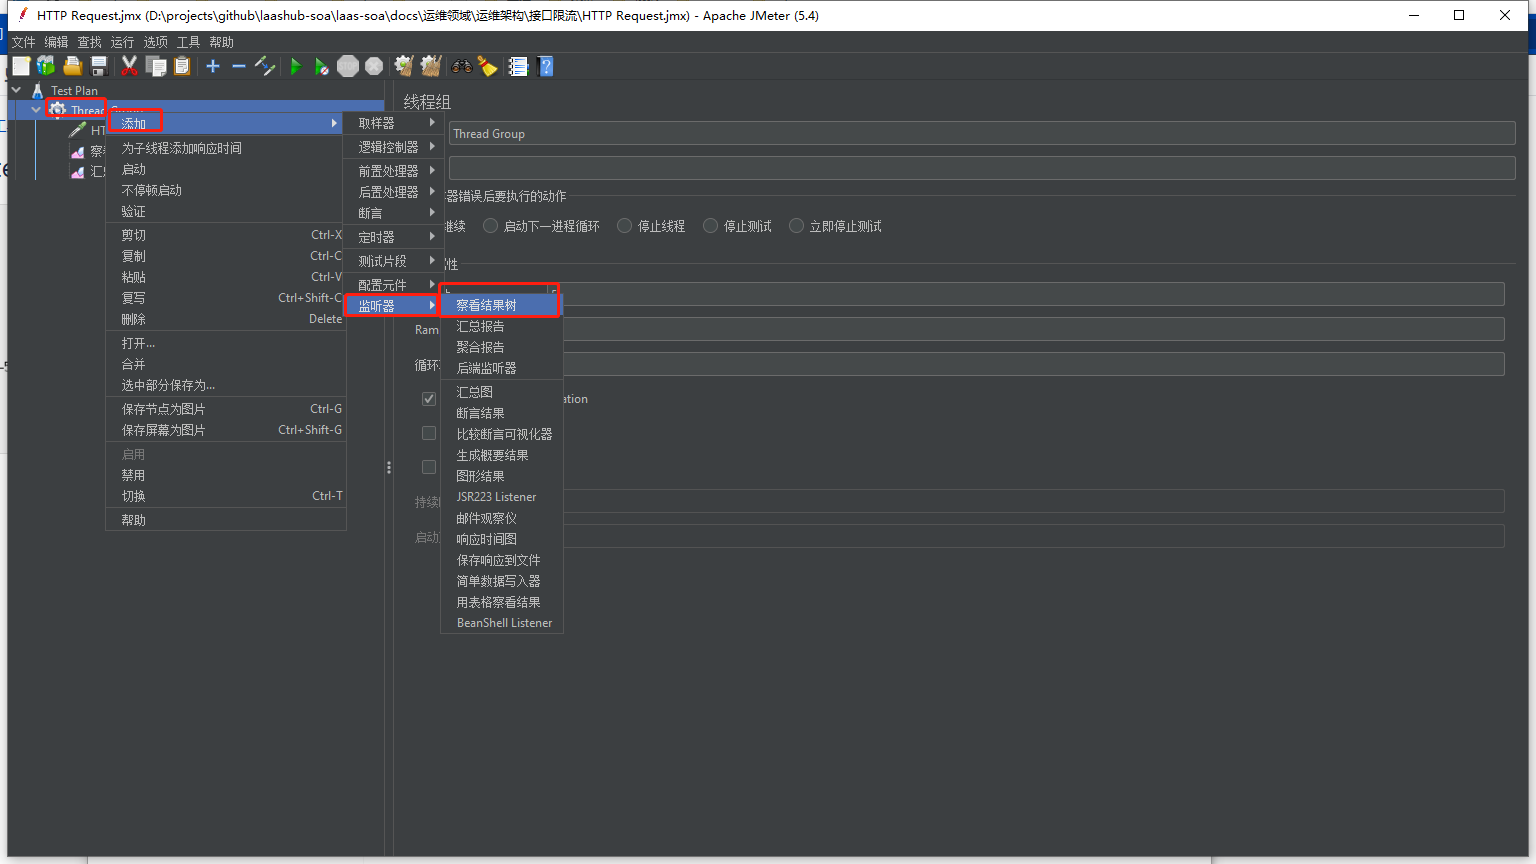 HTTP Request.jmx (D:\projects\github\laashub-soa\laas-soa\docs\运维领域\运维架构\接口限流\HTTP Request.jmx) - Apache JMeter (5.4)
文件 编辑 查找 运行 选项 工具 帮助
Test Plan
Thread
HT
察
汇
添加
为子线程添加响应时间
启动
不停顿启动
验证
剪切 Ctrl-X
复制 Ctrl-C
粘贴 Ctrl-V
复写 Ctrl+Shift-C
删除 Delete
打开...
合并
选中部分保存为...
保存节点为图片 Ctrl-G
保存屏幕为图片 Ctrl+Shift-G
启用
禁用
切换 Ctrl-T
帮助
取样器
逻辑控制器
前置处理器
后置处理器
断言
定时器
测试片段
配置元件
监听器
察看结果树
汇总报告
聚合报告
后端监听器
汇总图
断言结果
比较断言可视化器
生成概要结果
图形结果
JSR223 Listener
邮件观察仪
响应时间图
保存响应到文件
简单数据写入器
用表格察看结果
BeanShell Listener
线程组
Thread Group
器错误后要执行的动作
继续 启动下一进程循环 停止线程 停止测试 立即停止测试
性
Ram
循环
ation
持续
启动